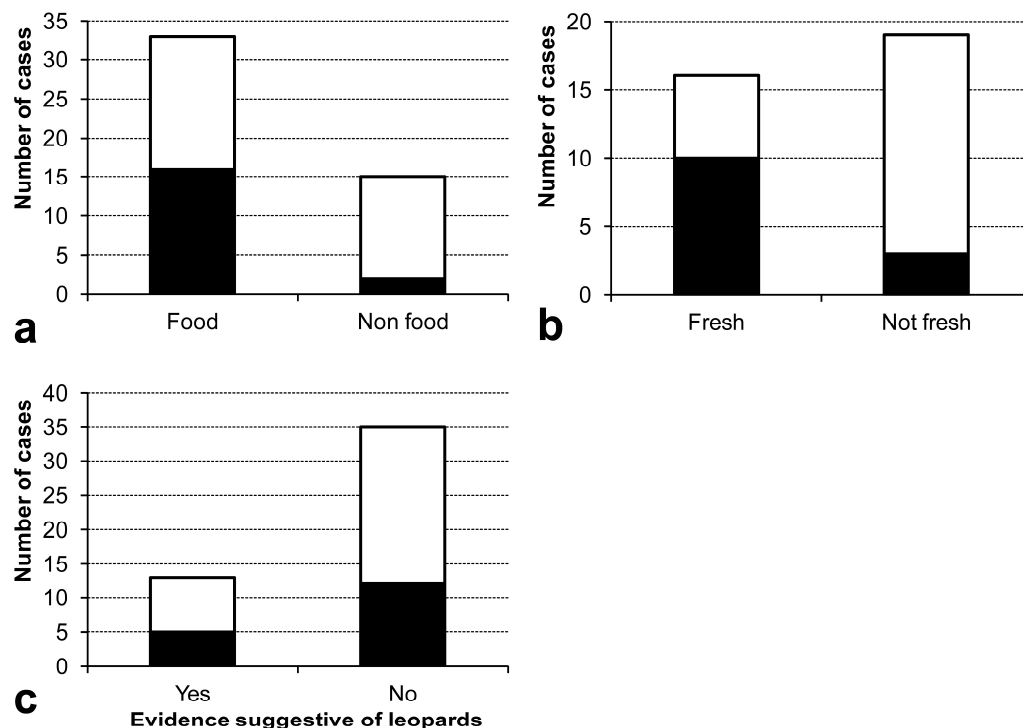 Number of cases
35
30
25
20
15
10
5
0
Food Non food
a
Number of cases
20
15
10
5
0
Fresh Not fresh
b
Number of cases
40
35
30
25
20
15
10
5
0
Yes No
Evidence suggestive of leopards
c